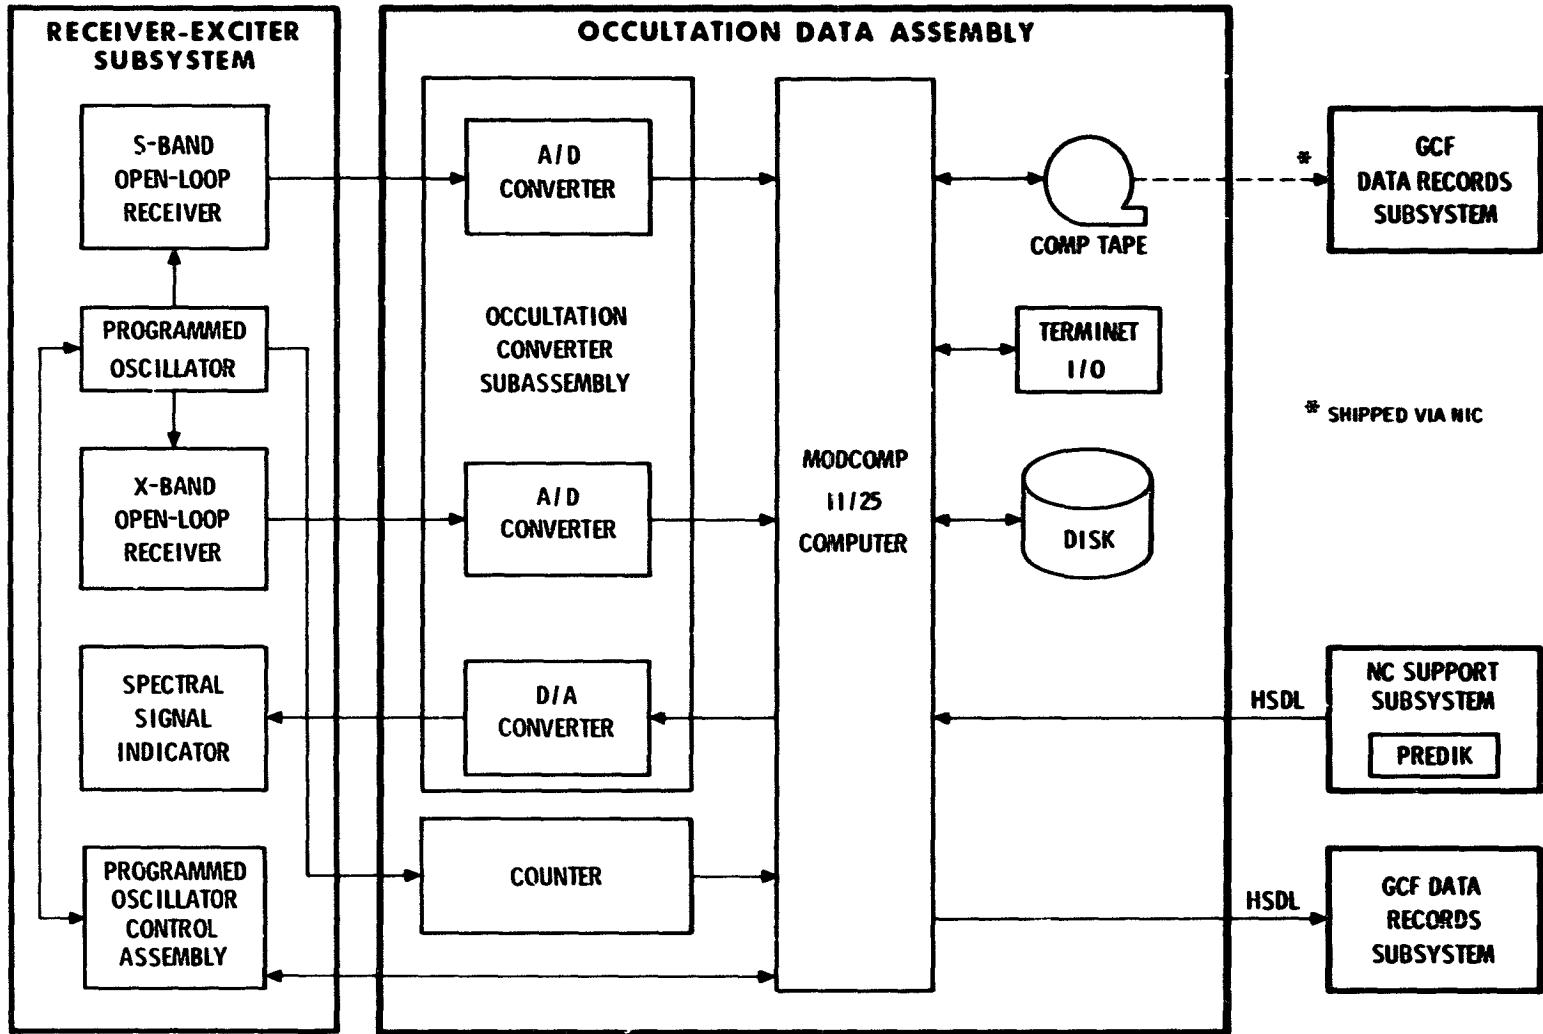 RECEIVER-EXCITER
SUBSYSTEM
OCCULTATION DATA ASSEMBLY
S-BAND
OPEN-LOOP
RECEIVER
A/D
CONVERTER
COMP TAPE
*
GCF
DATA RECORDS
SUBSYSTEM
PROGRAMMED
OSCILLATOR
OCCULTATION
CONVERTER
SUBASSEMBLY
TERMINET
I/O
* SHIPPED VIA NIC
X-BAND
OPEN-LOOP
RECEIVER
A/D
CONVERTER
MODCOMP
11/25
COMPUTER
DISK
SPECTRAL
SIGNAL
INDICATOR
D/A
CONVERTER
HSDL
NC SUPPORT
SUBSYSTEM
PREDIK
PROGRAMMED
OSCILLATOR
CONTROL
ASSEMBLY
COUNTER
HSDL
GCF DATA
RECORDS
SUBSYSTEM